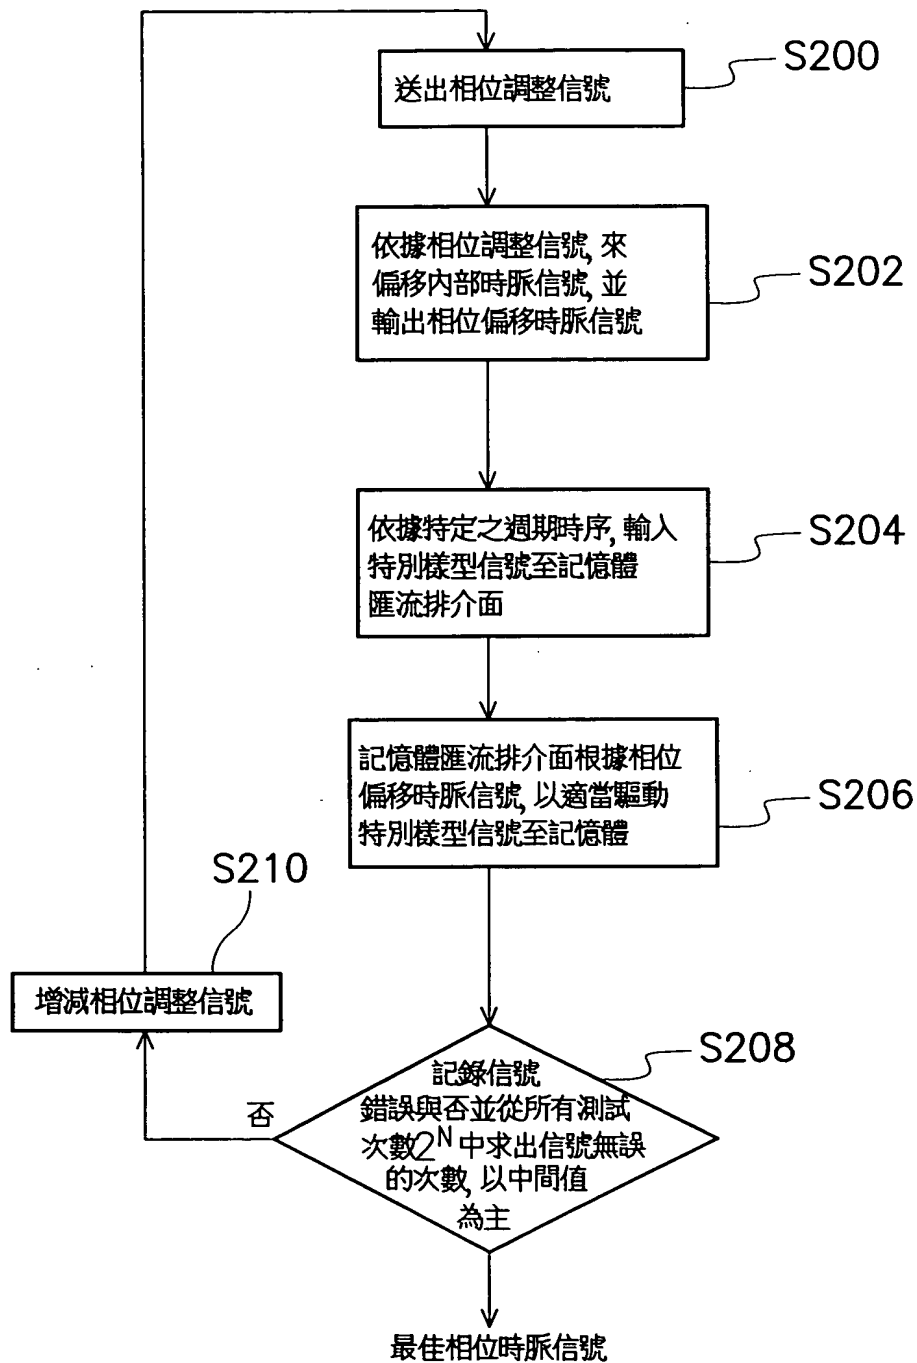 S200
送出相位調整信號
依據相位調整信號, 來
偏移內部時脈信號, 並
輸出相位偏移時脈信號
S202
依據特定之週期時序, 輸入
特別樣型信號至記憶體
匯流排介面
S204
記憶體匯流排介面根據相位
偏移時脈信號, 以適當驅動
特別樣型信號至記憶體
S206
S210
增減相位調整信號
S208
記錄信號
錯誤與否並從所有測試
次數2^N中求出信號無誤
的次數, 以中間值
為主
否
最佳相位時脈信號